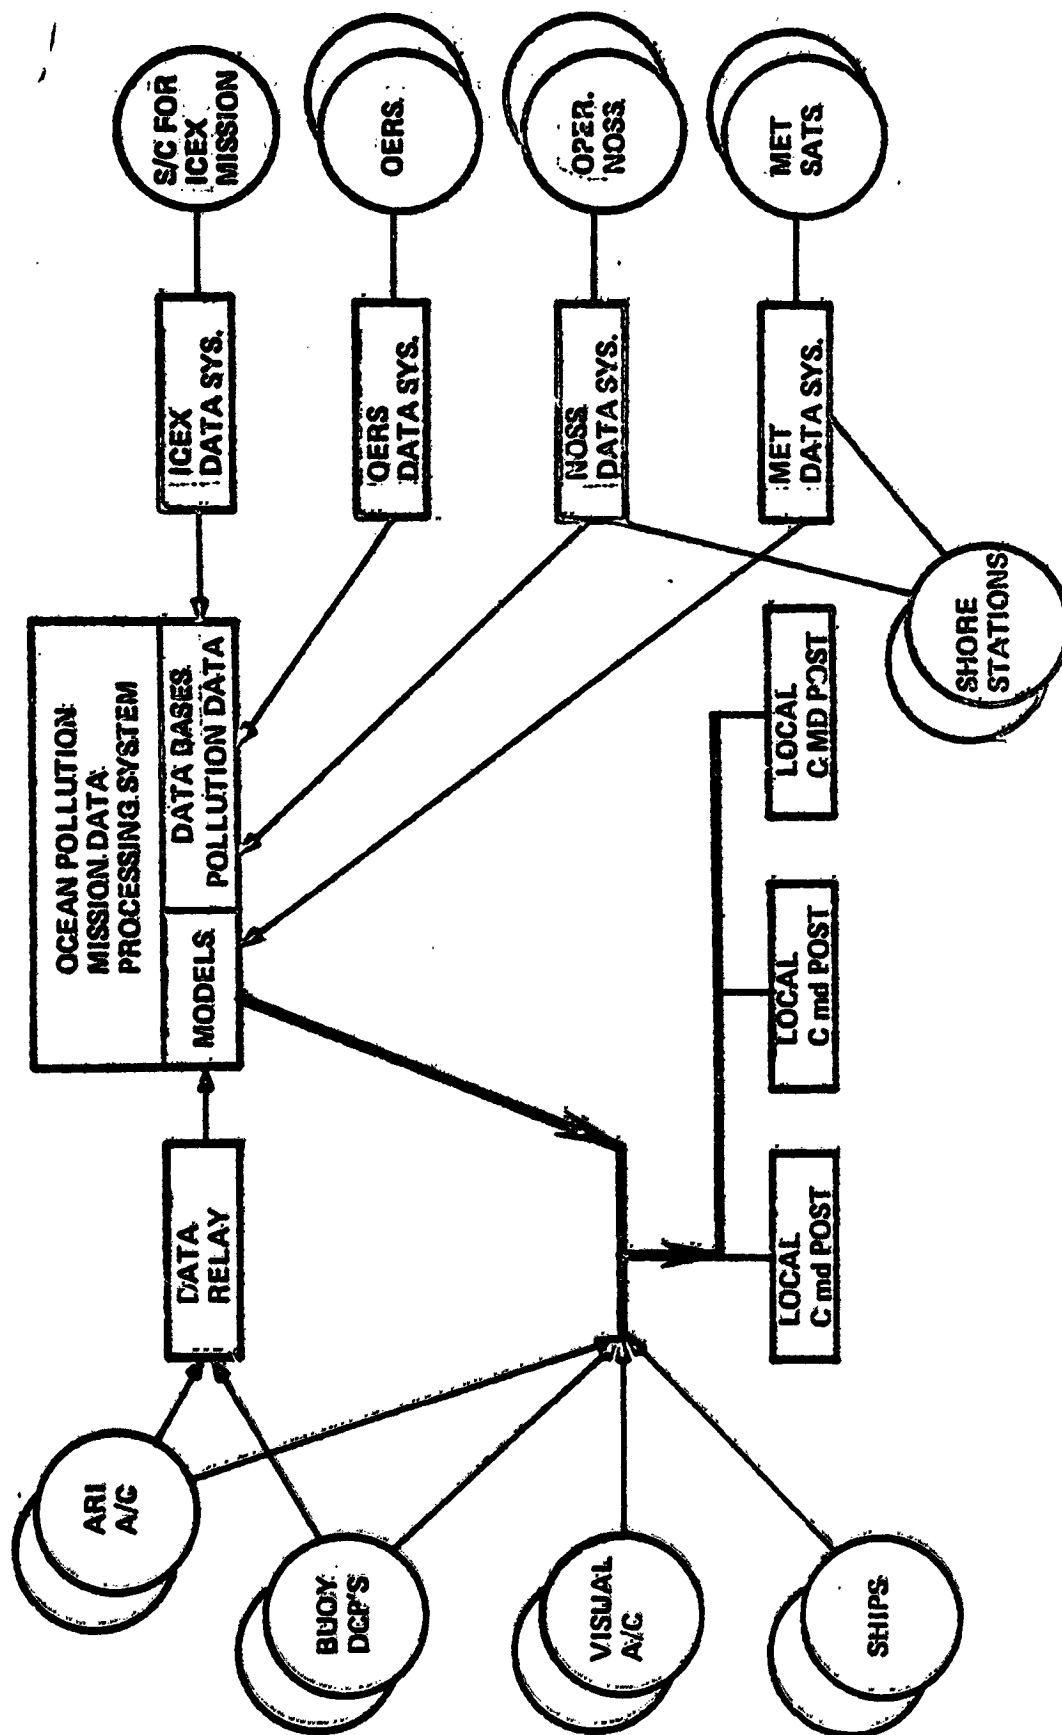 OCEAN POLLUTION
MISSION DATA
PROCESSING SYSTEM
MODELS
DATA BASES
POLLUTION DATA
DATA
RELAY
ARI
A/C
BUOY
DCP'S
VISUAL
A/C
SHIPS
ICEX
DATA SYS.
S/C FOR
ICEX
MISSION
OERS
DATA SYS.
OERS
NOSS
DATA SYS.
OPER.
NOSS
MET
DATA SYS.
MET
SATS
LOCAL
C md POST
LOCAL
C md POST
LOCAL
C MD POST
SHORE
STATIONS